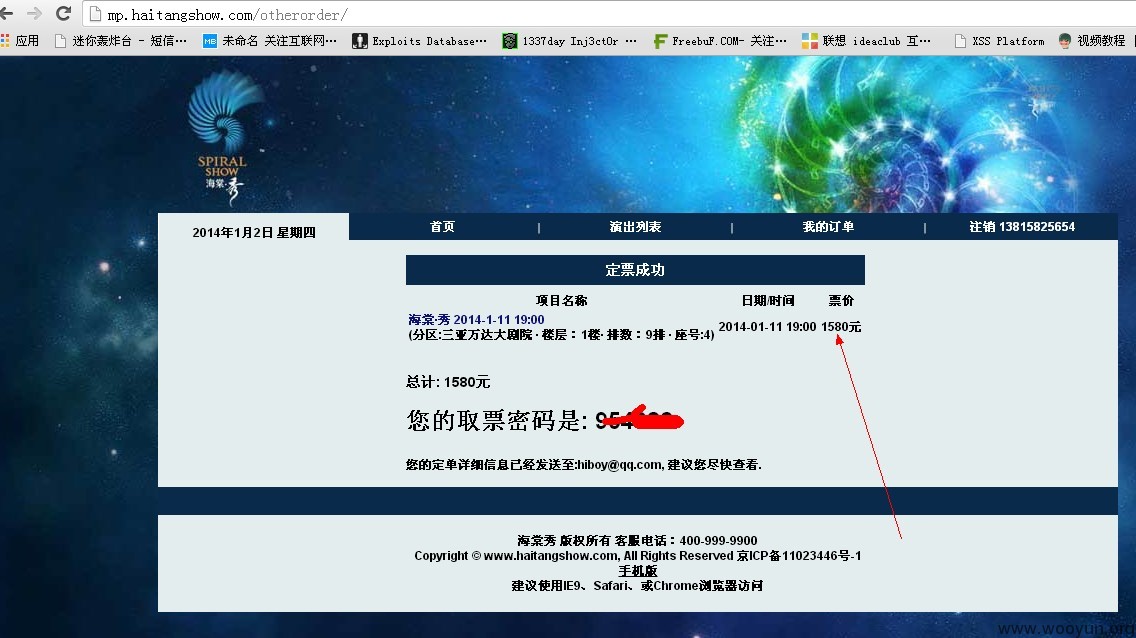 mp.haitangshow.com/otherorder/
应用 迷你轰炸台 - 短信… 未命名 关注互联网… Exploits Database… 1337day Inj3ct0r … FreebuF.COM- 关注… 联想 ideaclub 互… XSS Platform 视频教程
SPIRAL
SHOW
海棠·秀
2014年1月2日 星期四
首页 | 演出列表 | 我的订单 | 注销 13815825654
定票成功
项目名称 日期/时间 票价
海棠·秀 2014-1-11 19:00
(分区:三亚万达大剧院 · 楼层：1楼· 排数：9排 · 座号:4) 2014-01-11 19:00 1580元
总计: 1580元
您的取票密码是:
您的定单详细信息已经发送至:hiboy@qq.com, 建议您尽快查看.
海棠秀 版权所有 客服电话：400-999-9900
Copyright © www.haitangshow.com, All Rights Reserved 京ICP备11023446号-1
手机版
建议使用IE9、Safari、或Chrome浏览器访问
www.wooyun.org